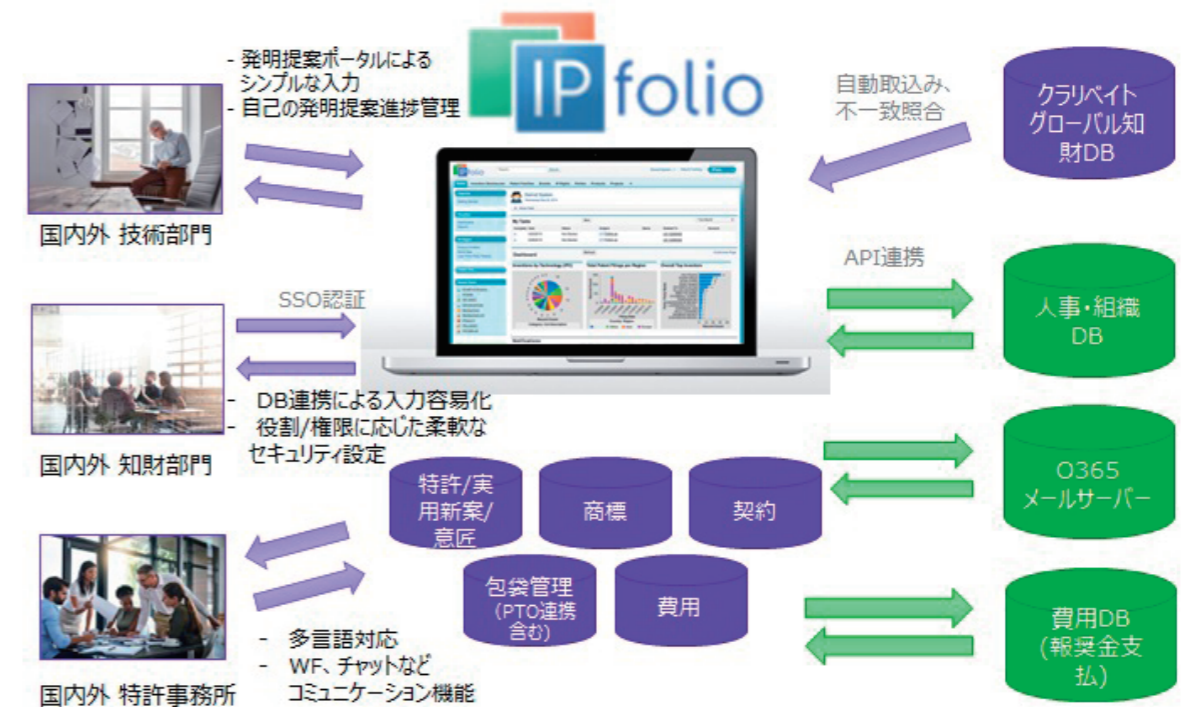 - 発明提案ポータルによる
シンプルな入力
- 自己の発明提案進捗管理
IP folio
自動取込み、
不一致照合
クラリベイト
グローバル知
財DB
国内外 技術部門
SSO認証
API連携
人事・組織
DB
- DB連携による入力容易化
- 役割/権限に応じた柔軟な
セキュリティ設定
国内外 知財部門
特許/実
用新案/
意匠
商標
契約
O365
メールサーバー
包袋管理
(PTO連携
含む)
費用
費用DB
(報奨金支
払)
- 多言語対応
- WF、チャットなど
コミュニケーション機能
国内外 特許事務所